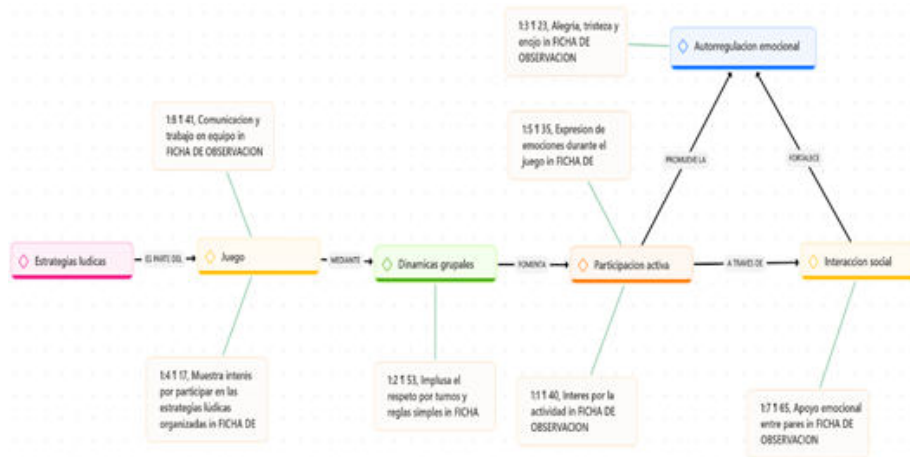 1:3 ¶ 23, Alegria, tristeza y
enojo in FICHA DE
OBSERVACION
Autorregulacion emocional
1:8 ¶ 41, Comunicacion y
trabajo en equipo in
FICHA DE OBSERVACION
1:5 ¶ 35, Expresion de
emociones durante el
juego in FICHA DE
PROMUEVE LA
FORTALECE
Estrategias ludicas
ES PARTE DEL
Juego
MEDIANTE
Dinamicas grupales
FOMENTA
Participacion activa
A TRAVES DE
Interaccion social
1:4 ¶ 17, Muestra interés
por participar en las
estrategias lúdicas
organizadas in FICHA DE
1:2 ¶ 53, Implusa el
respeto por turnos y
reglas simples in FICHA
1:1 ¶ 40, Interes por la
actividad in FICHA DE
OBSERVACION
1:7 ¶ 65, Apoyo emocional
entre pares in FICHA DE
OBSERVACION